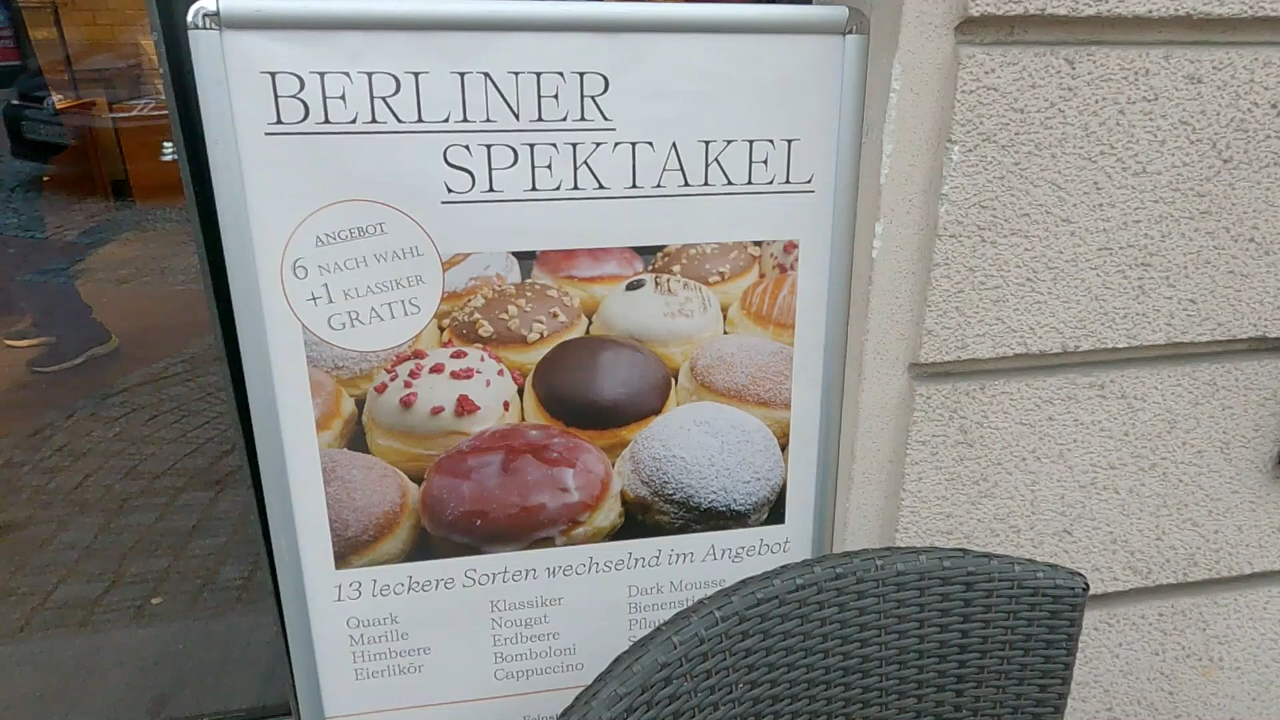 BERLINER
SPEKTAKEL
ANGEBOT
6 NACH WAHL
+1 KLASSIKER
GRATIS
13 leckere Sorten wechselnd im Angebot
Quark
Marille
Himbeere
Eierlikör
Klassiker
Nougat
Erdbeere
Bomboloni
Cappuccino
Dark Mousse